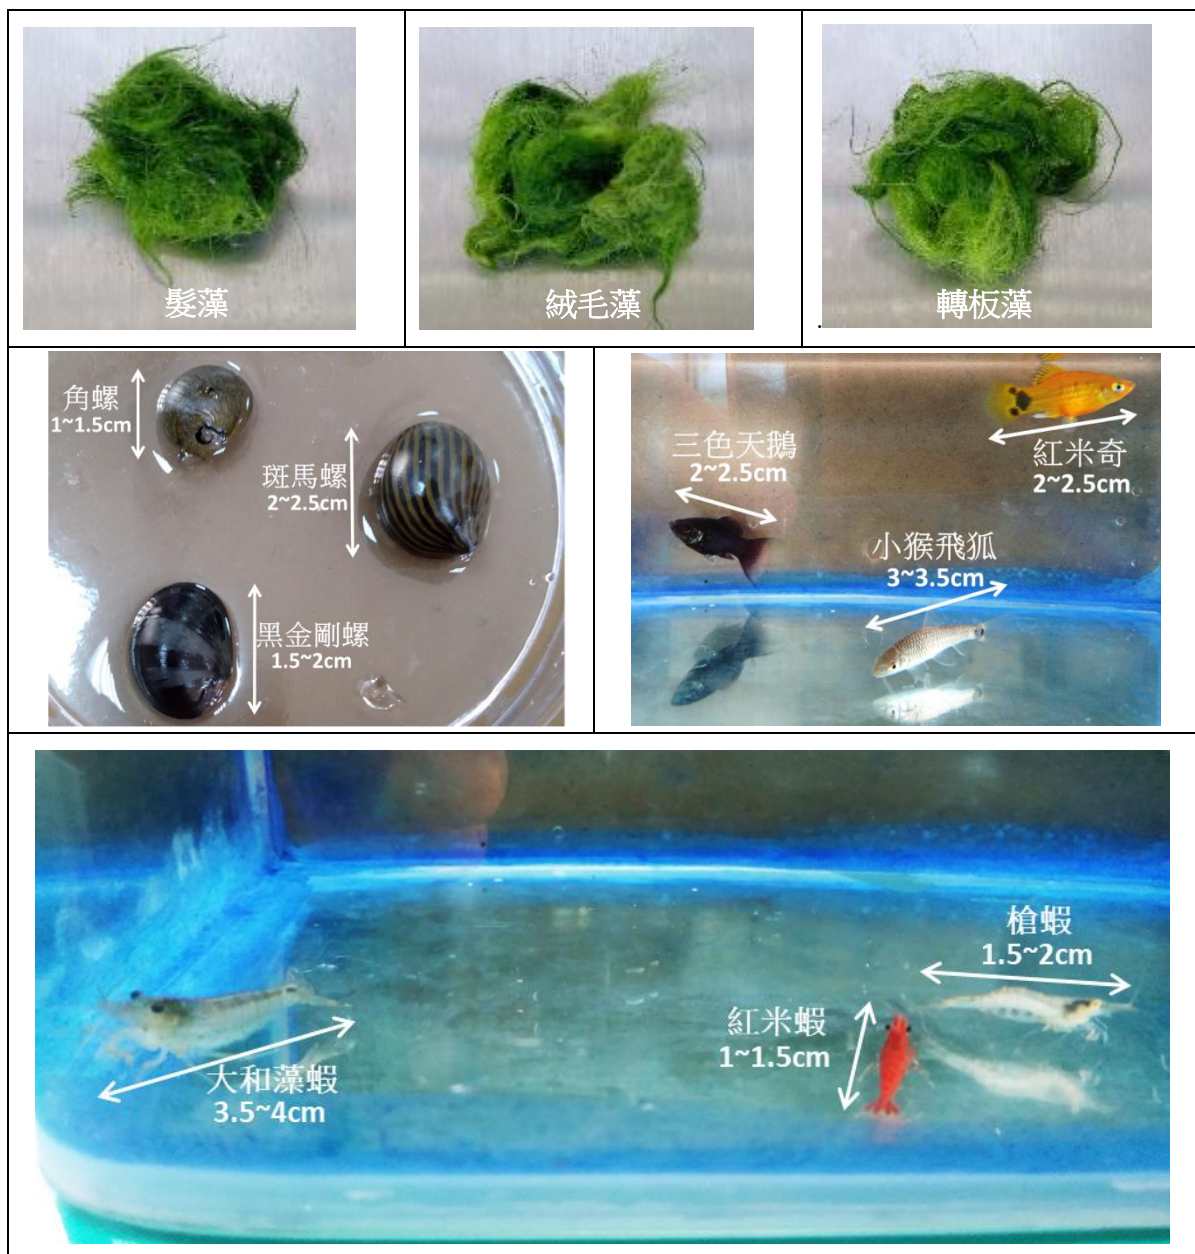 髮藻
絨毛藻
轉板藻
角螺
1~1.5cm
斑馬螺
2~2.5cm
黑金剛螺
1.5~2cm
三色天鵝
2~2.5cm
紅米奇
2~2.5cm
小猴飛狐
3~3.5cm
槍蝦
1.5~2cm
紅米蝦
1~1.5cm
大和藻蝦
3.5~4cm